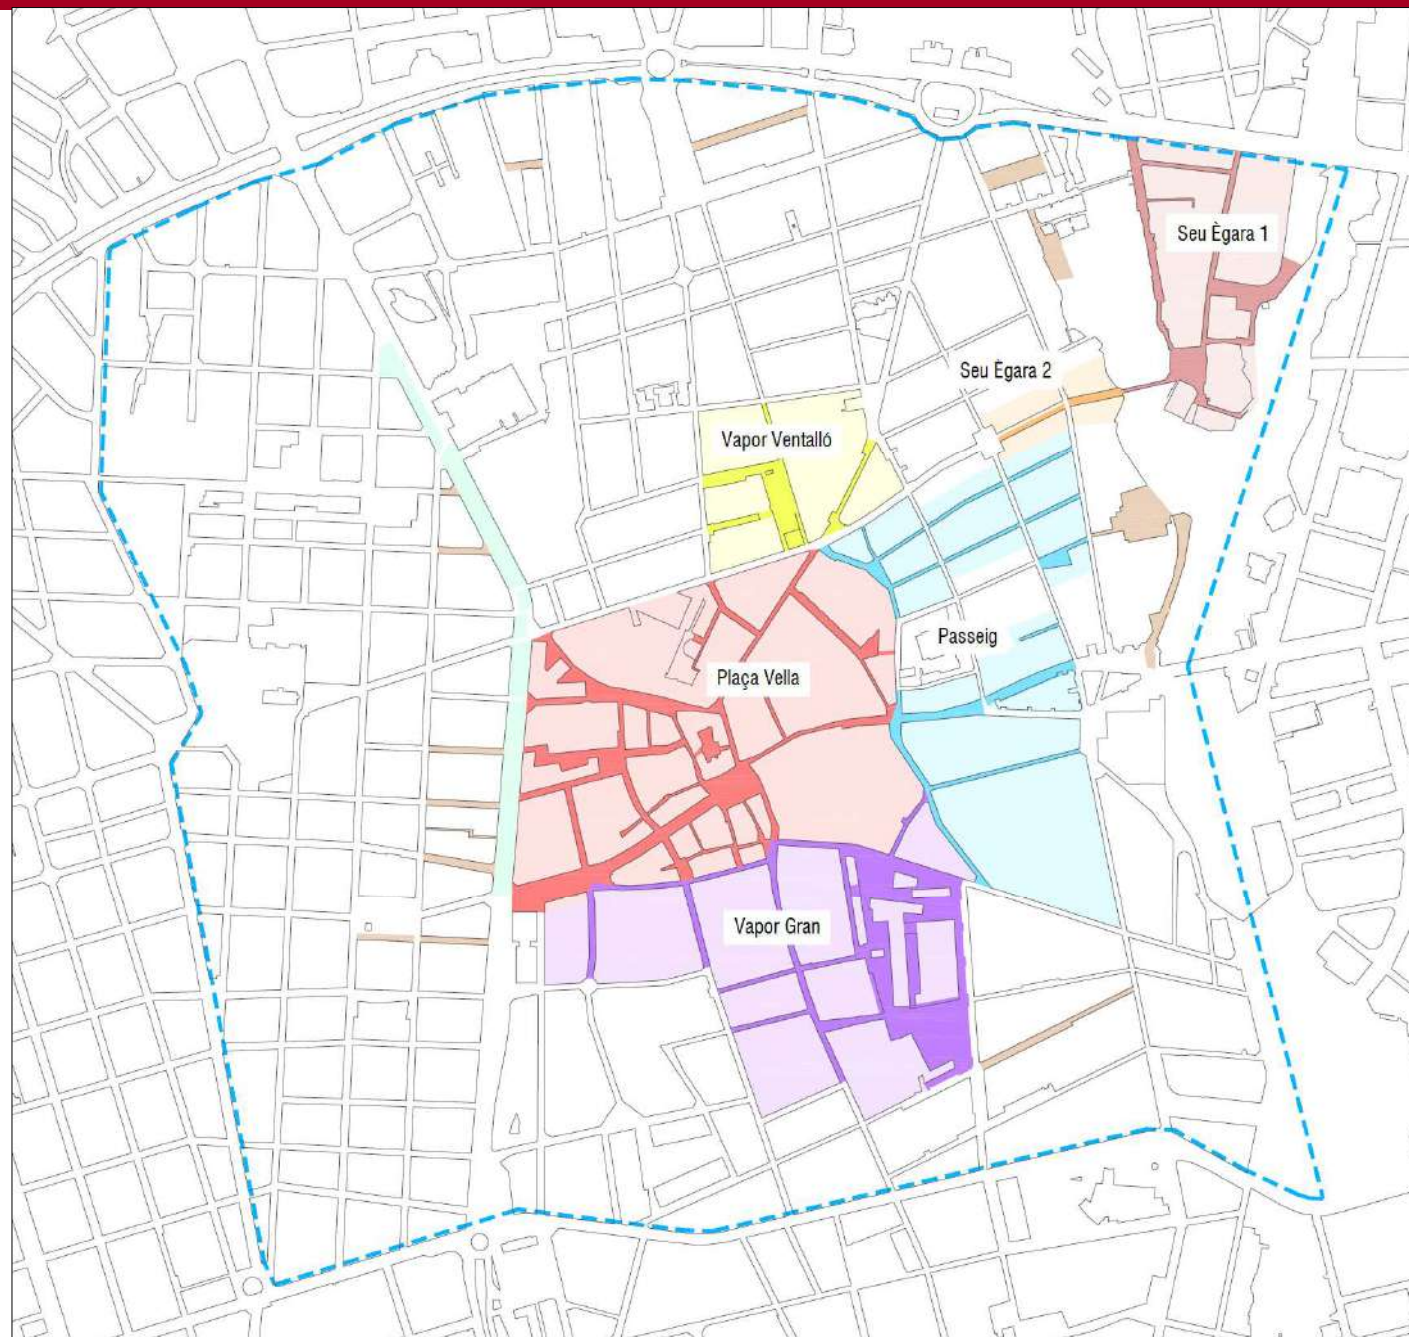 Seu Ègara 1
Seu Ègara 2
Vapor Ventalló
Passeig
Plaça Vella
Vapor Gran